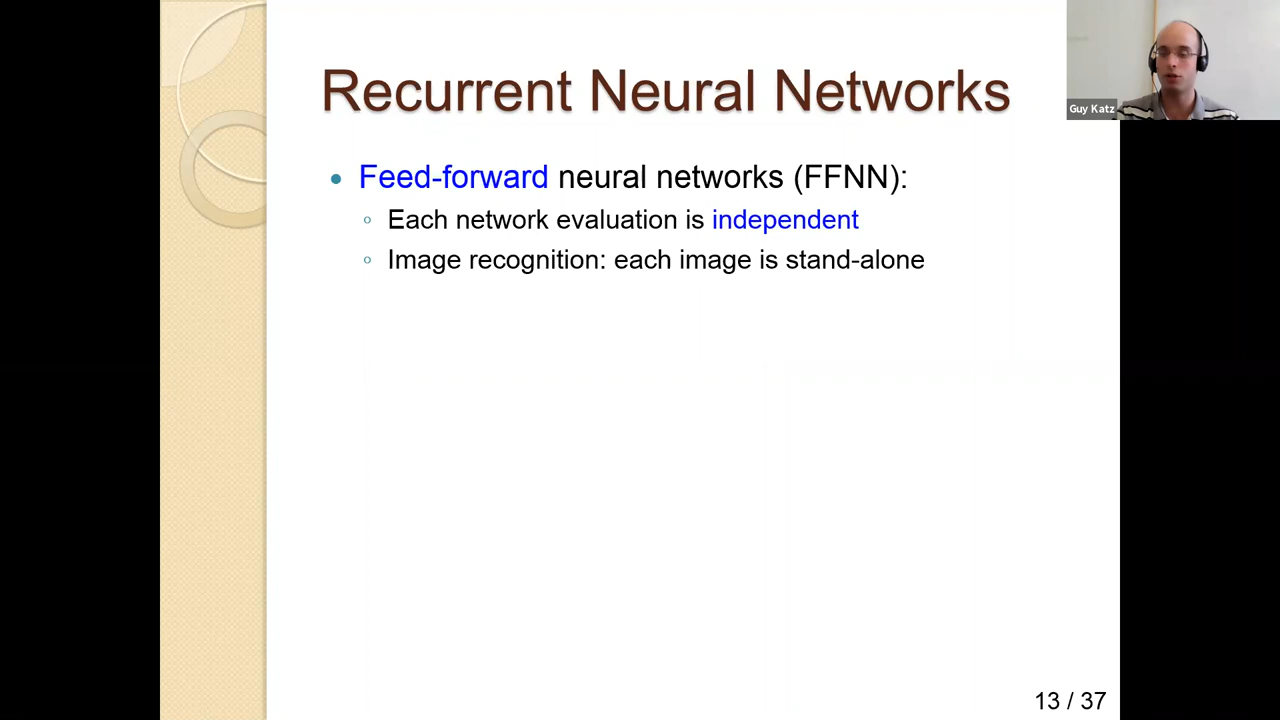 Recurrent Neural Networks
Guy Katz
Feed-forward neural networks (FFNN):
Each network evaluation is independent
Image recognition: each image is stand-alone
13 / 37